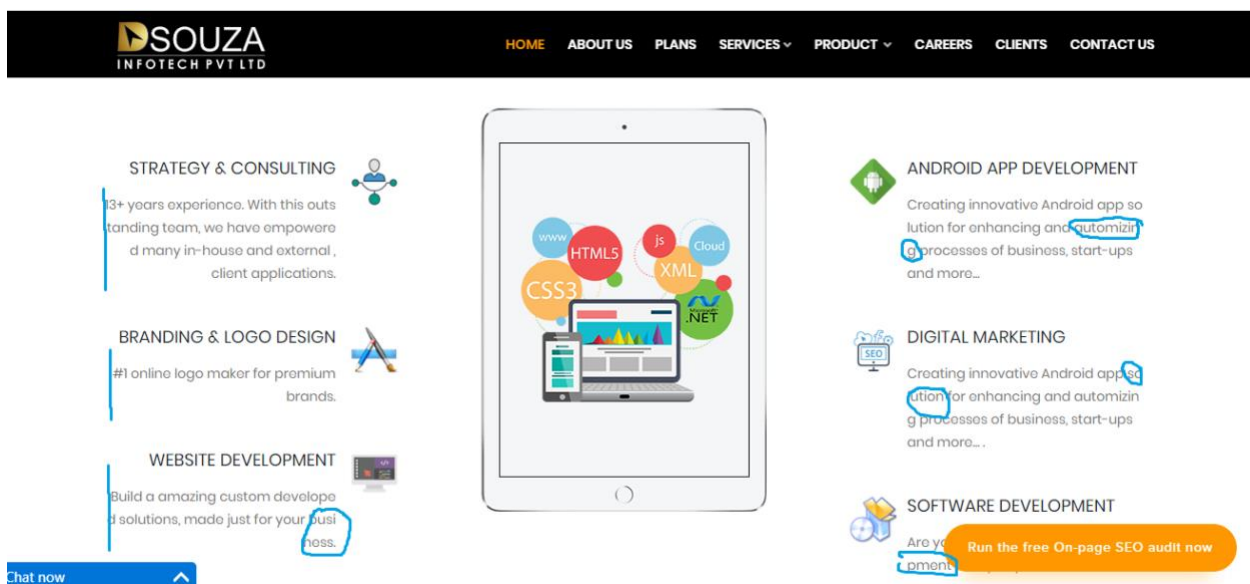 DSOUZA
INFOTECH PVT LTD
HOME ABOUT US PLANS SERVICES PRODUCT CAREERS CLIENTS CONTACT US
STRATEGY & CONSULTING
13+ years experience. With this outs
tanding team, we have empowere
d many in-house and external ,
client applications.
BRANDING & LOGO DESIGN
#1 online logo maker for premium
brands.
WEBSITE DEVELOPMENT
Build a amazing custom develope
d solutions, made just for your busi
ness.
www
HTML5
CSS3
js
Cloud
XML
Microsoft
.NET
ANDROID APP DEVELOPMENT
Creating innovative Android app so
lution for enhancing and automizin
g processes of business, start-ups
and more...
SEO
DIGITAL MARKETING
Creating innovative Android app so
lution for enhancing and automizin
g processes of business, start-ups
and more... .
SOFTWARE DEVELOPMENT
Are
pment
Run the free On-page SEO audit now
Chat now